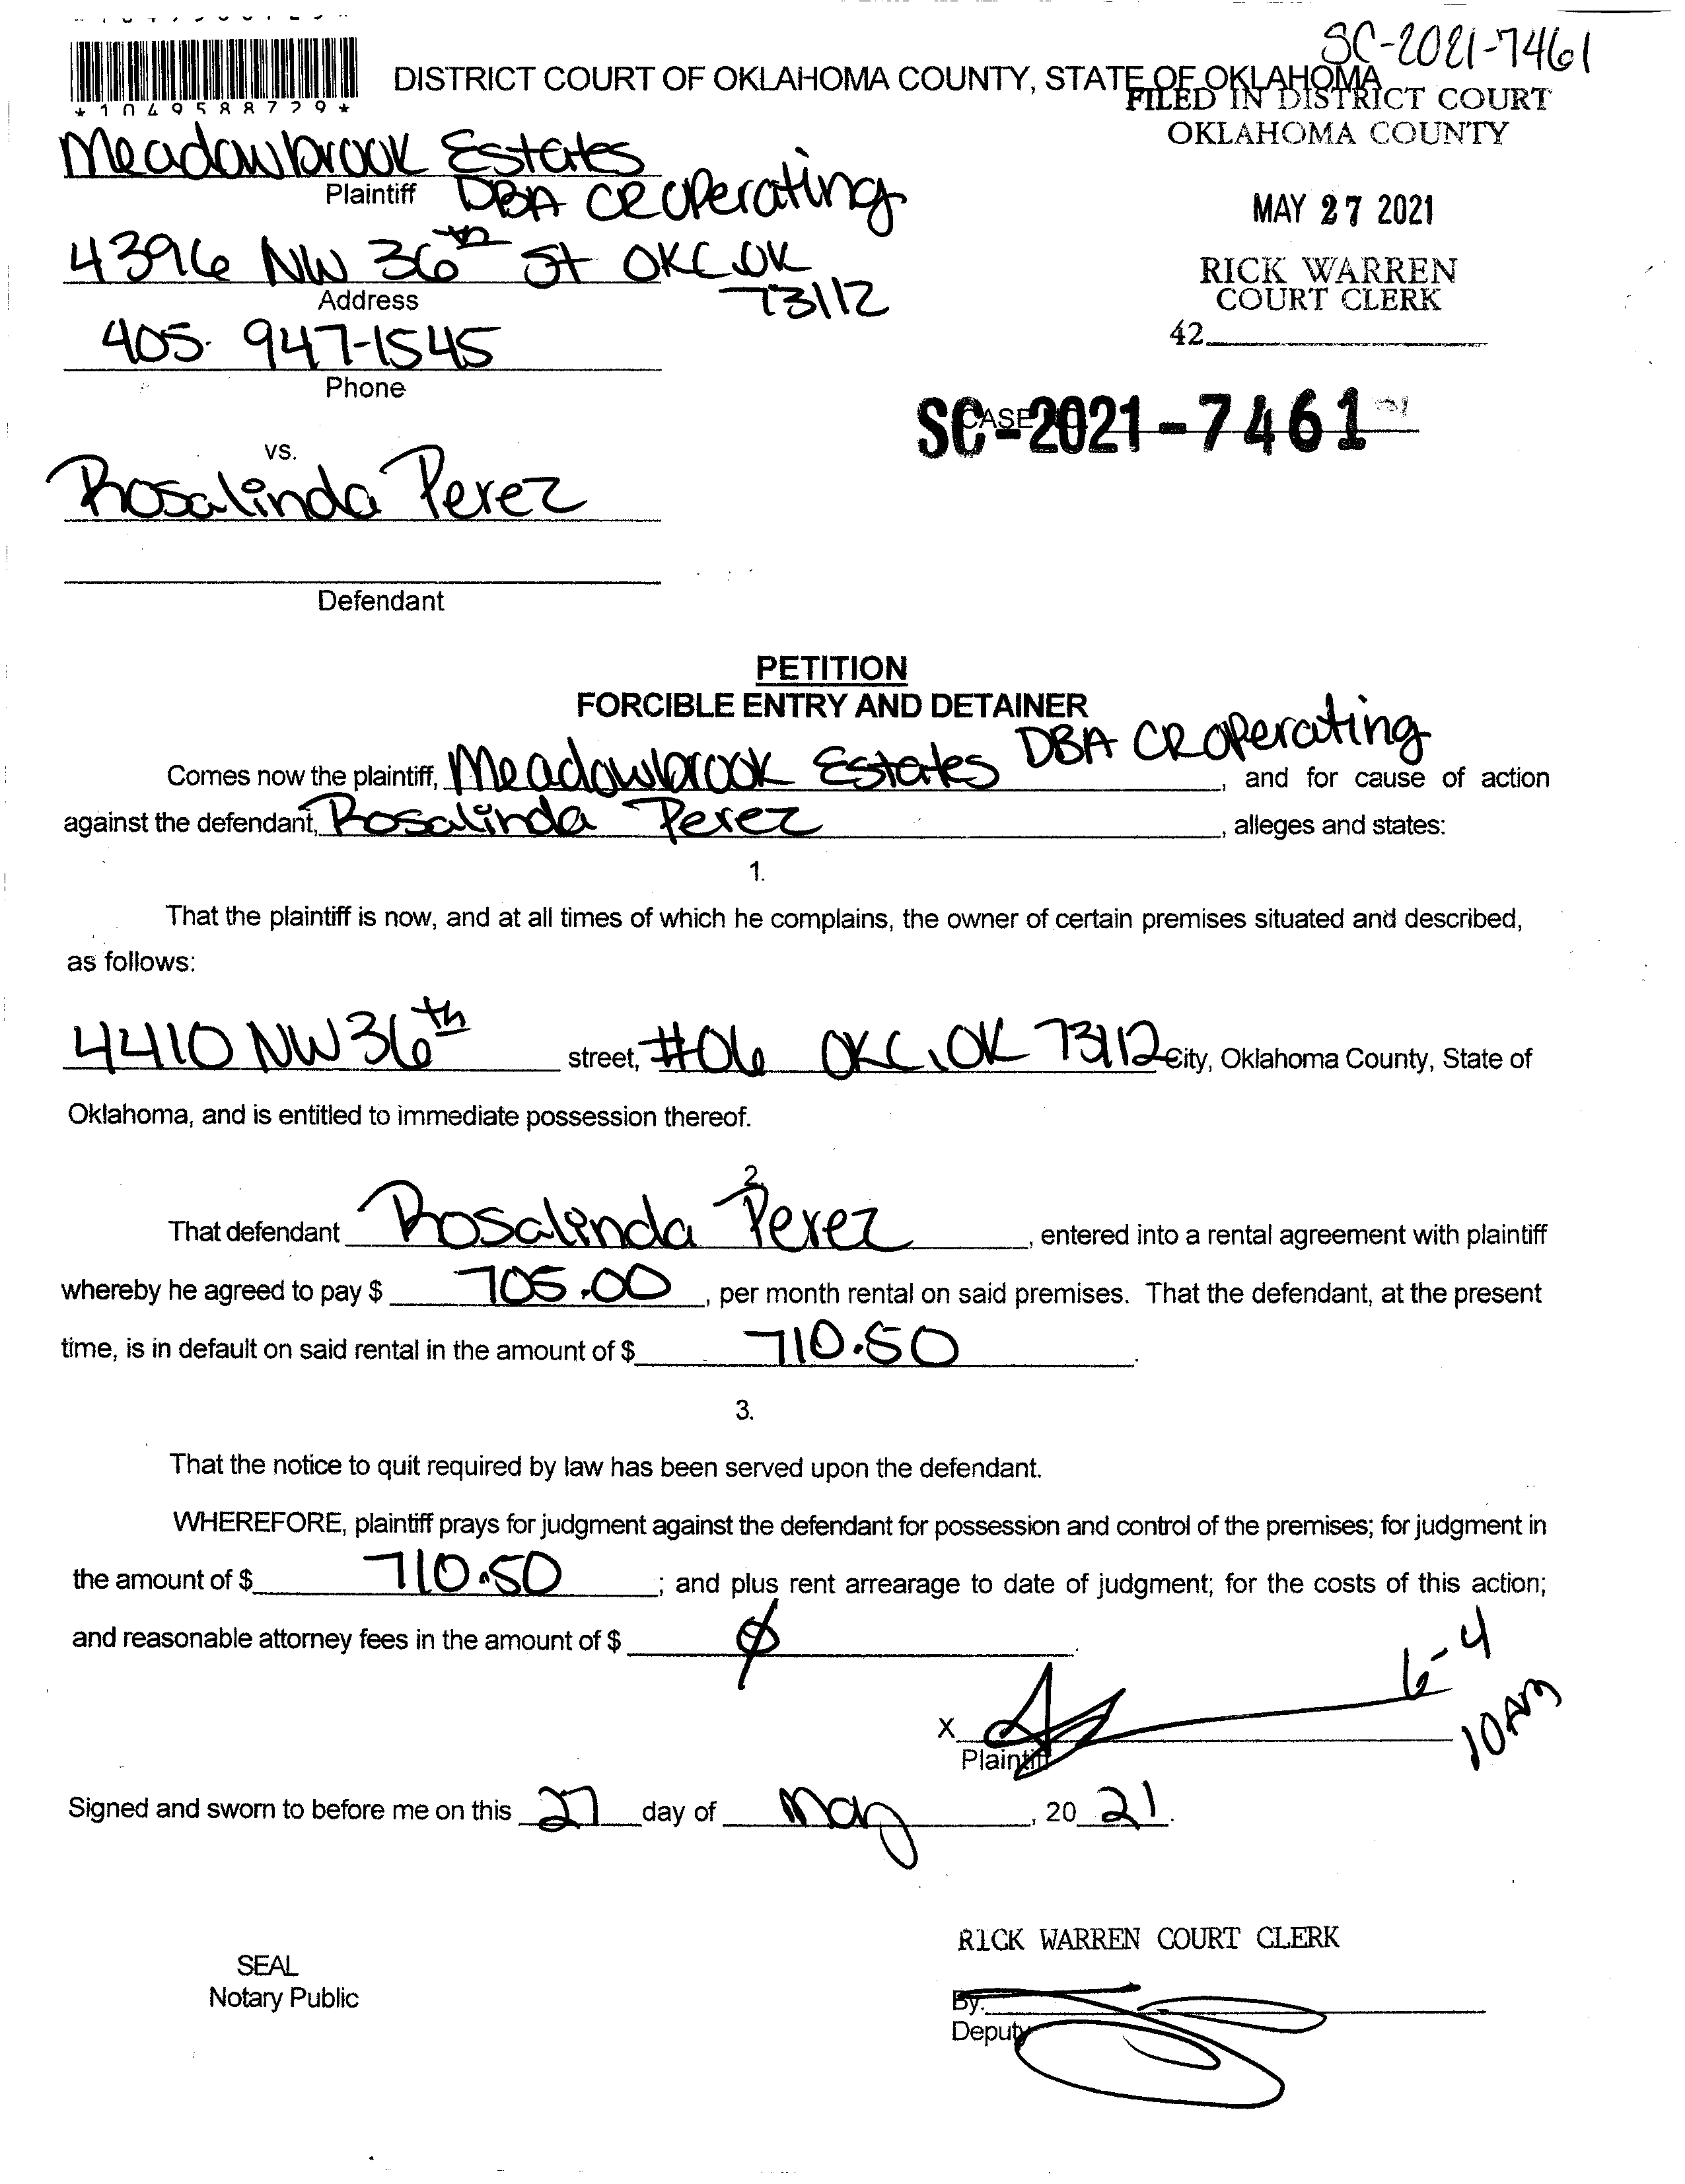 SC-2021-7461
*1049588729*
DISTRICT COURT OF OKLAHOMA COUNTY, STATE OF OKLAHOMA
FILED IN DISTRICT COURT
OKLAHOMA COUNTY
MAY 27 2021
RICK WARREN
COURT CLERK
42
Meadowbrook Estates
Plaintiff DBA CR Operating
4396 NW 36th St OKC, OK
Address 73112
405. 947-1545
Phone
SC-2021-7461
CASE
vs.
Rosalinda Perez
Defendant
PETITION
FORCIBLE ENTRY AND DETAINER
Comes now the plaintiff, Meadowbrook Estates DBA CR Operating, and for cause of action
against the defendant, Rosalinda Perez, alleges and states:
1.
That the plaintiff is now, and at all times of which he complains, the owner of certain premises situated and described,
as follows:
4410 NW 36th street, #06 OKC, OK 73112 City, Oklahoma County, State of
Oklahoma, and is entitled to immediate possession thereof.
2.
That defendant Rosalinda Perez, entered into a rental agreement with plaintiff
whereby he agreed to pay $ 705.00, per month rental on said premises. That the defendant, at the present
time, is in default on said rental in the amount of $ 710.50.
3.
That the notice to quit required by law has been served upon the defendant.
WHEREFORE, plaintiff prays for judgment against the defendant for possession and control of the premises; for judgment in
the amount of $ 710.50; and plus rent arrearage to date of judgment; for the costs of this action;
and reasonable attorney fees in the amount of $ Ø.
6-4
10AM
X
Plaintiff
Signed and sworn to before me on this 27 day of May, 20 21.
RICK WARREN COURT CLERK
SEAL
Notary Public
By.
Deputy